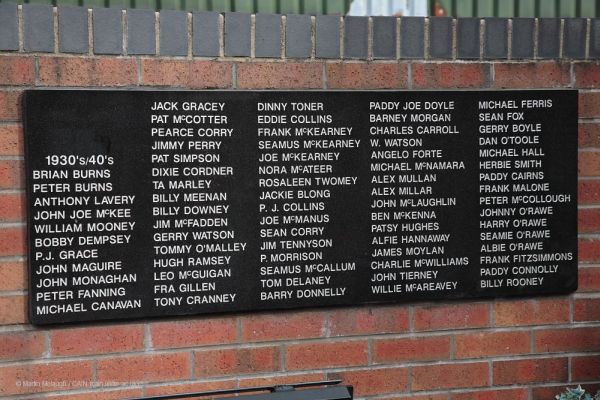 1930's/40's
BRIAN BURNS
PETER BURNS
ANTHONY LAVERY
JOHN JOE McKEE
WILLIAM MOONEY
BOBBY DEMPSEY
P.J. GRACE
JOHN MAGUIRE
JOHN MONAGHAN
PETER FANNING
MICHAEL CANAVAN
JACK GRACEY
PAT McCOTTER
PEARCE CORRY
JIMMY PERRY
PAT SIMPSON
DIXIE CORDNER
TA MARLEY
BILLY MEENAN
BILLY DOWNEY
JIM McFADDEN
GERRY WATSON
TOMMY O'MALLEY
HUGH RAMSEY
LEO McGUIGAN
FRA GILLEN
TONY CRANNEY
DINNY TONER
EDDIE COLLINS
FRANK McKEARNEY
SEAMUS McKEARNEY
JOE McKEARNEY
NORA McATEER
ROSALEEN TWOMEY
JACKIE BLONG
P. J. COLLINS
JOE McMANUS
SEAN CORRY
JIM TENNYSON
P. MORRISON
SEAMUS McCALLUM
TOM DELANEY
BARRY DONNELLY
PADDY JOE DOYLE
BARNEY MORGAN
CHARLES CARROLL
W. WATSON
ANGELO FORTE
MICHAEL McNAMARA
ALEX MULLAN
ALEX MILLAR
JOHN McLAUGHLIN
BEN McKENNA
PATSY HUGHES
ALFIE HANNAWAY
JAMES MOYLAN
CHARLIE McWILLIAMS
JOHN TIERNEY
WILLIE McAREAVEY
MICHAEL FERRIS
SEAN FOX
GERRY BOYLE
DAN O'TOOLE
MICHAEL HALL
HERBIE SMITH
PADDY CAIRNS
FRANK MALONE
PETER McCOLLOUGH
JOHNNY O'RAWE
HARRY O'RAWE
SEAMIE O'RAWE
ALBIE O'RAWE
FRANK FITZSIMMONS
PADDY CONNOLLY
BILLY ROONEY
© Martin Melaugh / CAIN